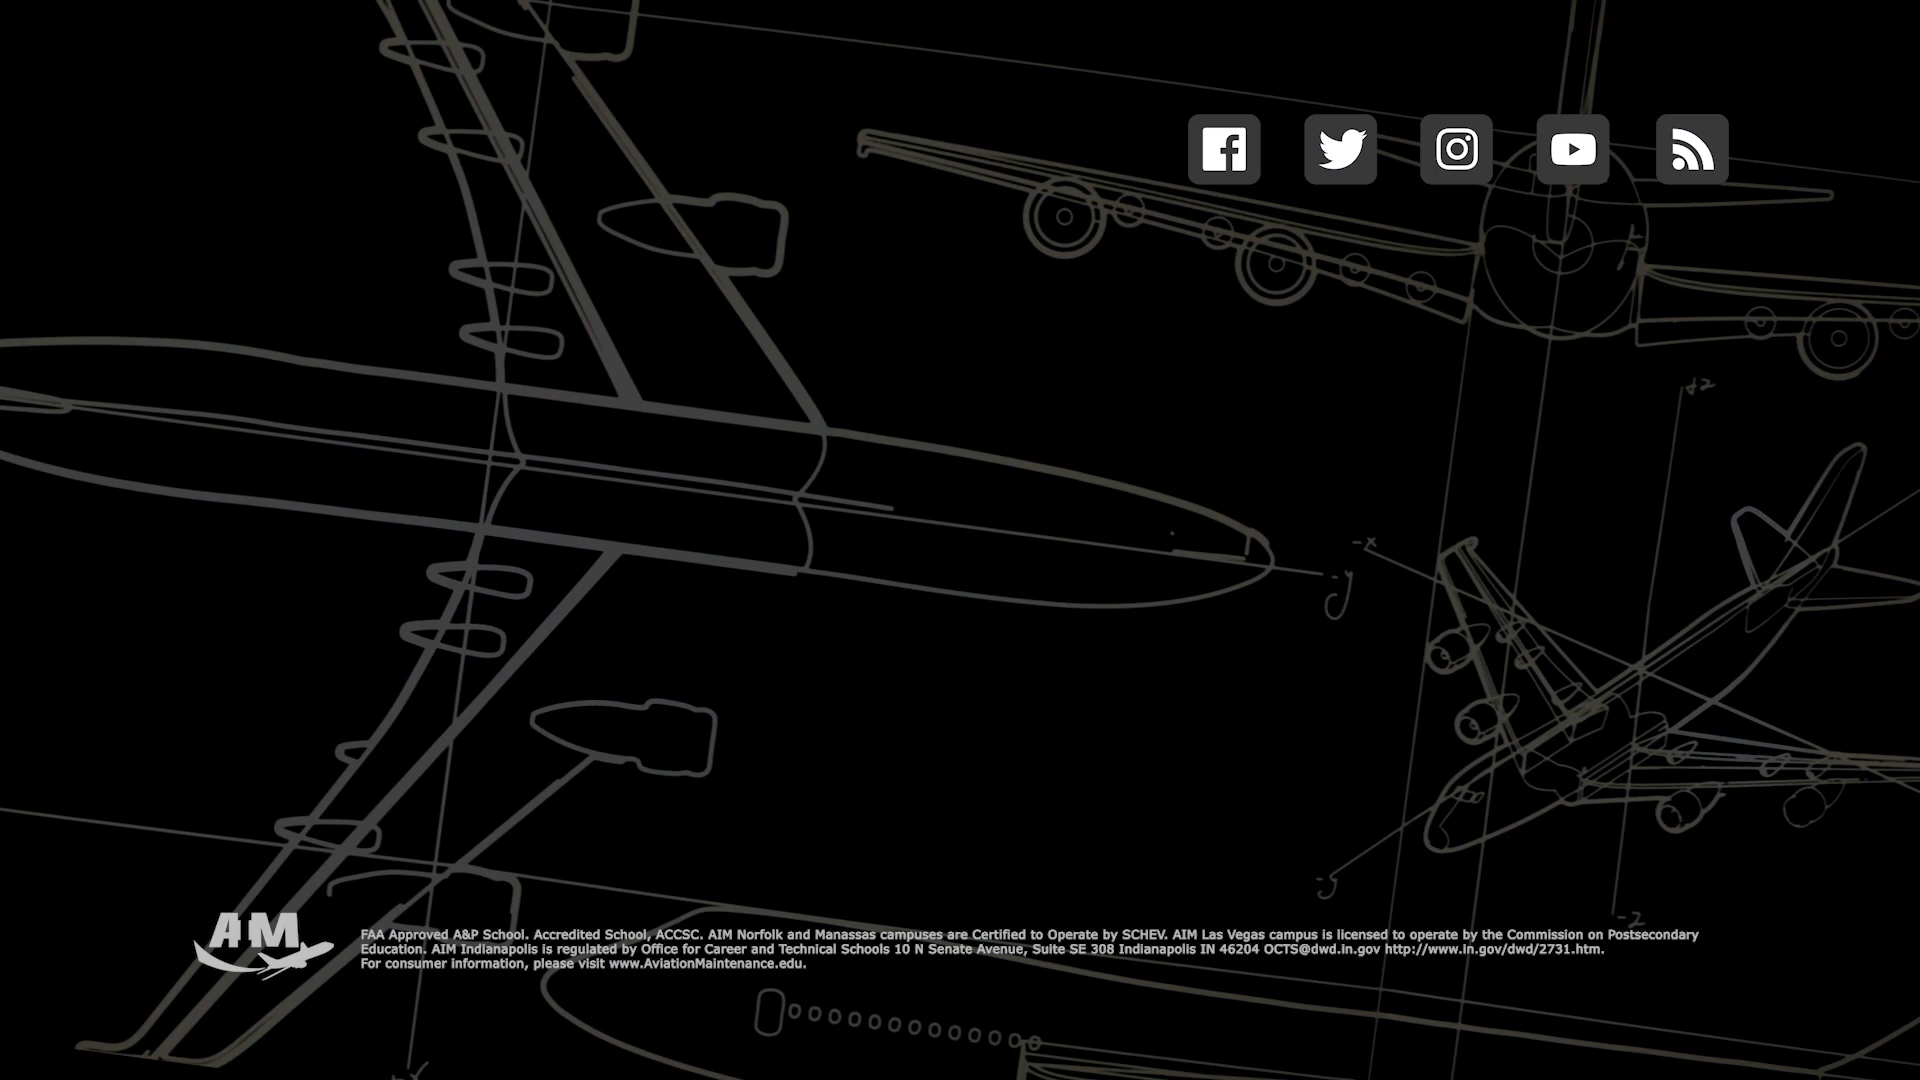 +z
-x
-y
-y
-z
AIM
FAA Approved A&P School. Accredited School, ACCSC. AIM Norfolk and Manassas campuses are Certified to Operate by SCHEV. AIM Las Vegas campus is licensed to operate by the Commission on Postsecondary
Education. AIM Indianapolis is regulated by Office for Career and Technical Schools 10 N Senate Avenue, Suite SE 308 Indianapolis IN 46204 OCTS@dwd.in.gov http://www.in.gov/dwd/2731.htm.
For consumer information, please visit www.AviationMaintenance.edu.